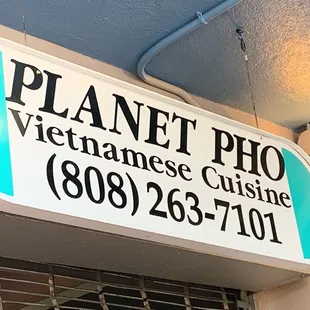 PLANET PHO
Vietnamese Cuisine
(808) 263-7101